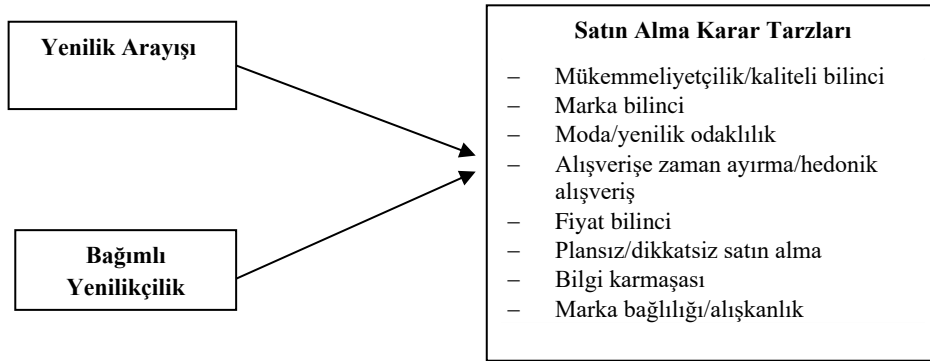 Yenilik Arayışı
Bağımlı
Yenilikçilik
Satın Alma Karar Tarzları
– Mükemmeliyetçilik/kaliteli bilinci
– Marka bilinci
– Moda/yenilik odaklılık
– Alışverişe zaman ayırma/hedonik
alışveriş
– Fiyat bilinci
– Plansız/dikkatsiz satın alma
– Bilgi karmaşası
– Marka bağlılığı/alışkanlık